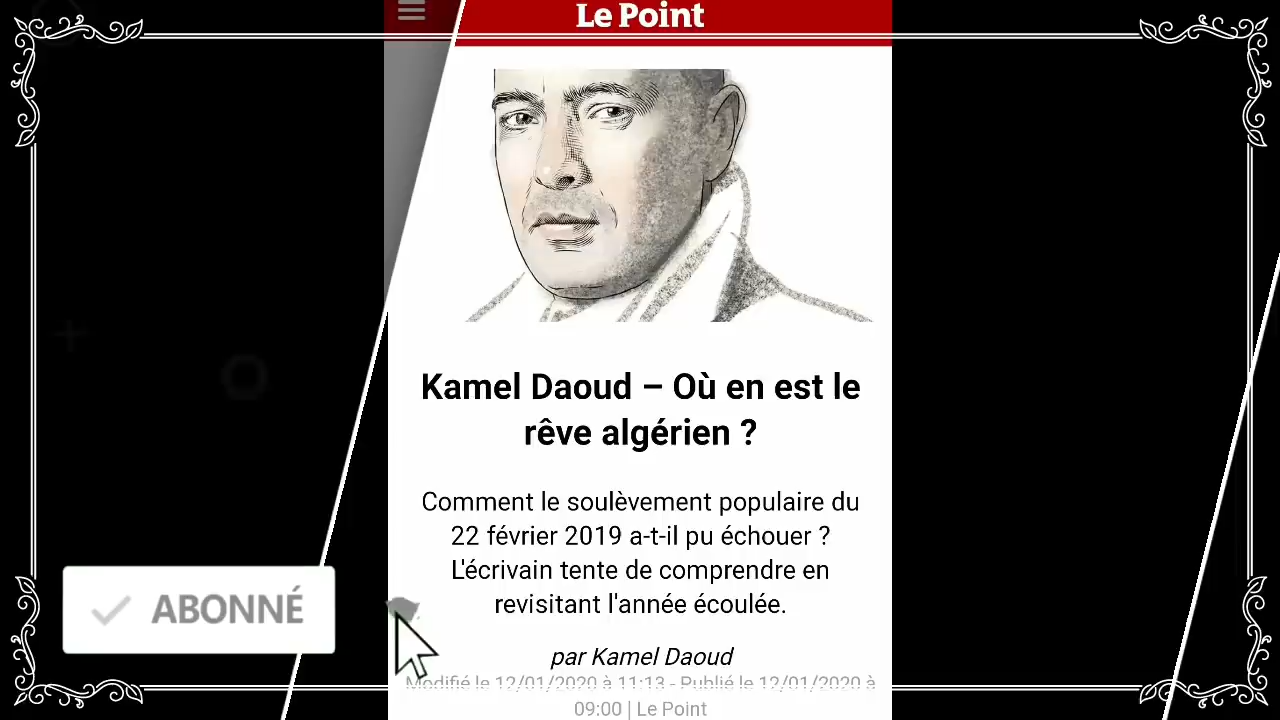 Le Point
Kamel Daoud – Où en est le
rêve algérien ?
Comment le soulèvement populaire du
22 février 2019 a-t-il pu échouer ?
L'écrivain tente de comprendre en
revisitant l'année écoulée.
ABONNÉ
par Kamel Daoud
Modifié le 12/01/2020 à 11:13 - Publié le 12/01/2020 à
09:00 | Le Point